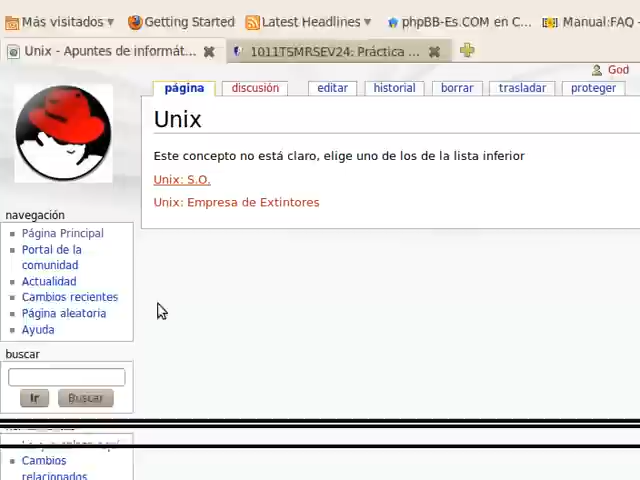 Más visitados
Getting Started
Latest Headlines
phpBB-Es.COM en C...
Manual:FAQ -
Unix - Apuntes de informát...
1011TSMRSEV24: Práctica ...
God
página
discusión
editar
historial
borrar
trasladar
proteger
Unix
Este concepto no está claro, elige uno de los de la lista inferior
Unix: S.O.
Unix: Empresa de Extintores
navegación
Página Principal
Portal de la
comunidad
Actualidad
Cambios recientes
Página aleatoria
Ayuda
buscar
Ir
Buscar
Cambios
relacionados